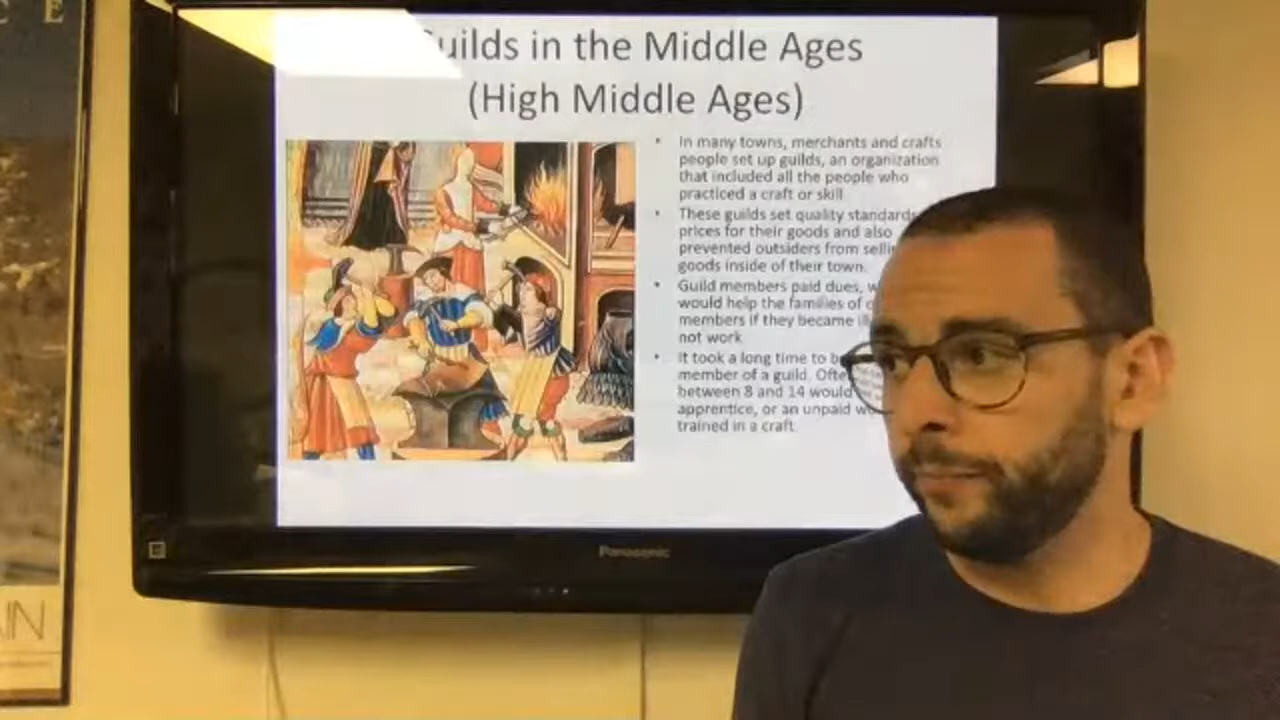 C E
uilds in the Middle Ages
(High Middle Ages)
• In many towns, merchants and crafts
people set up guilds, an organization
that included all the people who
practiced a craft or skill
• These guilds set quality standards
prices for their goods and also
prevented outsiders from
goods inside of their town.
• Guild members paid dues,
would help the families of
members if they became
not work
• It took a long time to
member of a guild.
between 8 and 14 would
apprentice, or an unpaid
trained in a craft
Panasonic